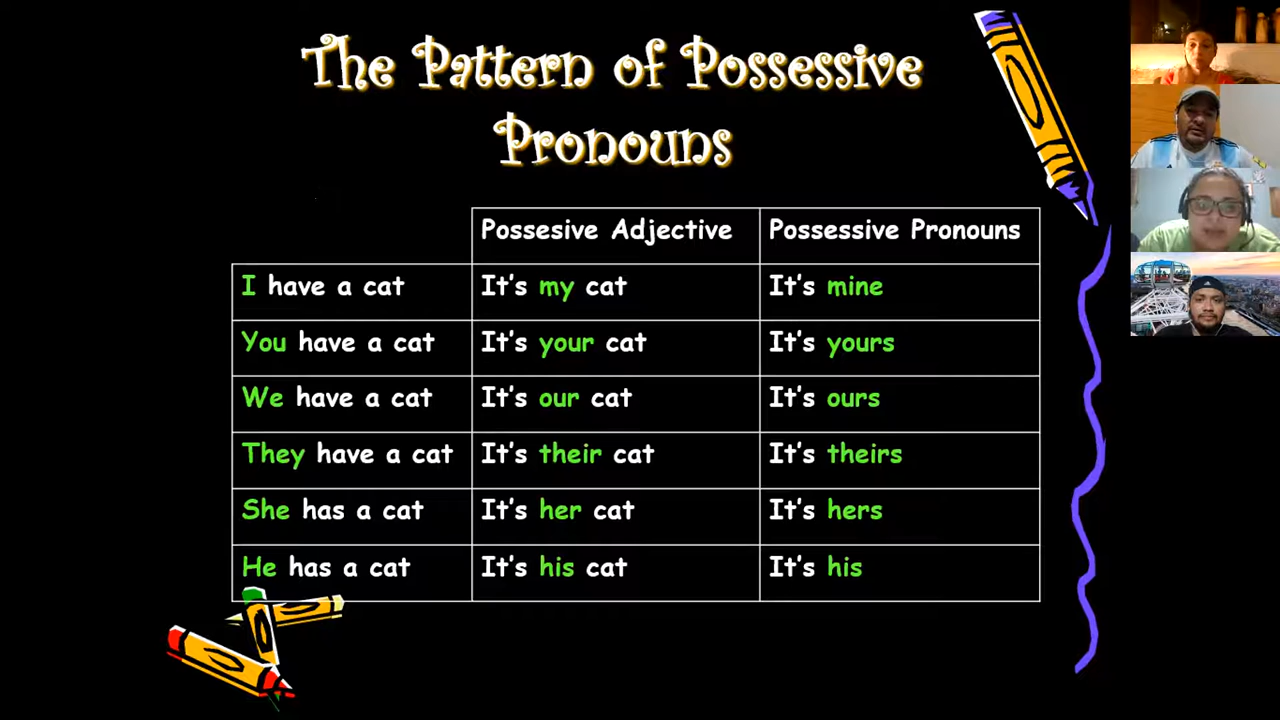 The Pattern of Possessive
Pronouns
Possesive Adjective Possessive Pronouns
I have a cat It's my cat It's mine
You have a cat It's your cat It's yours
We have a cat It's our cat It's ours
They have a cat It's their cat It's theirs
She has a cat It's her cat It's hers
He has a cat It's his cat It's his